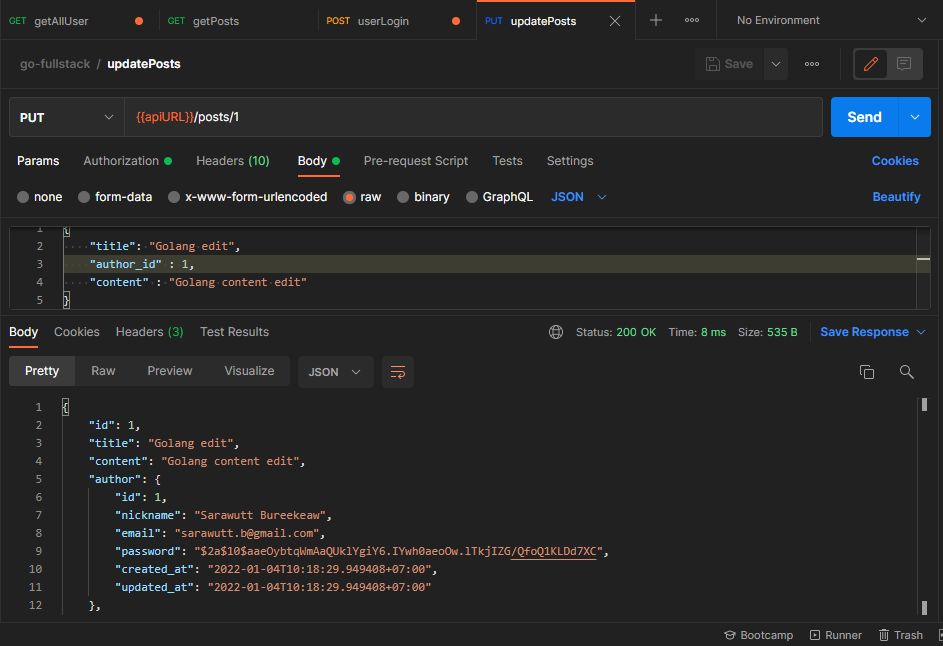 GET getAllUser GET getPosts POST userLogin PUT updatePosts No Environment
go-fullstack / updatePosts Save
PUT {{apiURL}}/posts/1 Send
Params Authorization Headers (10) Body Pre-request Script Tests Settings Cookies
none form-data x-www-form-urlencoded raw binary GraphQL JSON Beautify
1 {
2 "title": "Golang edit",
3 "author_id" : 1,
4 "content" : "Golang content edit"
5 }
Body Cookies Headers (3) Test Results Status: 200 OK Time: 8 ms Size: 535 B Save Response
Pretty Raw Preview Visualize JSON
1 {
2 "id": 1,
3 "title": "Golang edit",
4 "content": "Golang content edit",
5 "author": {
6 "id": 1,
7 "nickname": "Sarawutt Bureekeaw",
8 "email": "sarawutt.b@gmail.com",
9 "password": "$2a$10$aaeOybtqWmAaQUklYgiY6.IYwh0aeoOw.lTkjIZG/QfoQ1KLDd7XC",
10 "created_at": "2022-01-04T10:18:29.949408+07:00",
11 "updated_at": "2022-01-04T10:18:29.949408+07:00"
12 },
Bootcamp Runner Trash